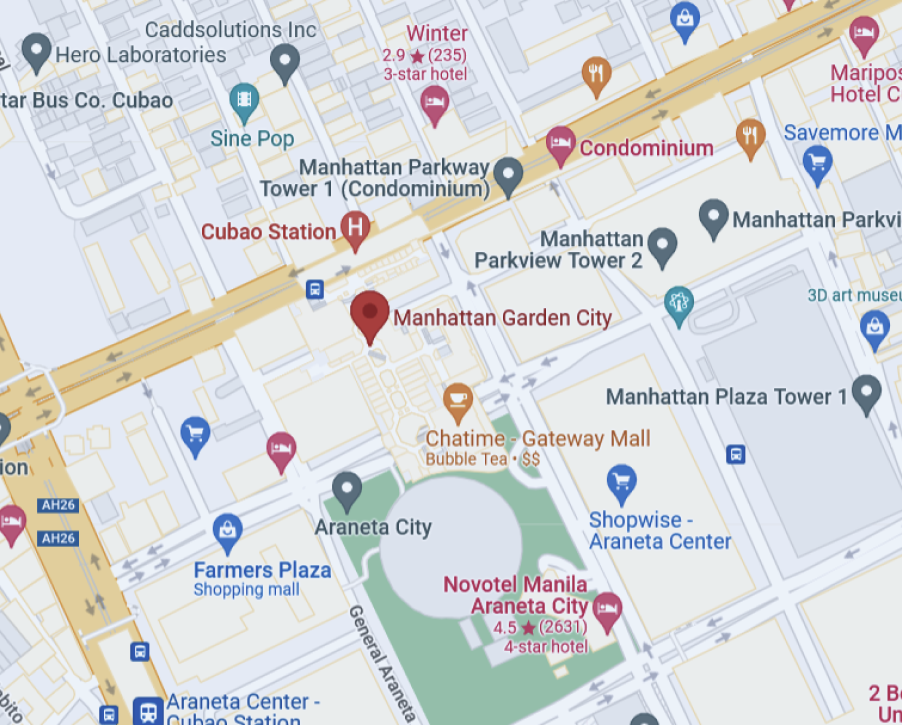 Caddsolutions Inc
Hero Laboratories
tar Bus Co. Cubao
Sine Pop
Winter
2.9 ★ (235)
3-star hotel
Maripos
Hotel C
Condominium
Savemore M
Manhattan Parkway
Tower 1 (Condominium)
Cubao Station
H
Manhattan
Parkview Tower 2
Manhattan Parkvi
3D art museu
Manhattan Garden City
Manhattan Plaza Tower 1
Chatime - Gateway Mall
Bubble Tea • $$
ion
AH26
AH26
Araneta City
Shopwise -
Araneta Center
Farmers Plaza
Shopping mall
Novotel Manila
Araneta City
4.5 ★ (2631)
4-star hotel
General Araneta
Araneta Center -
Cubao Station
2 B
Un